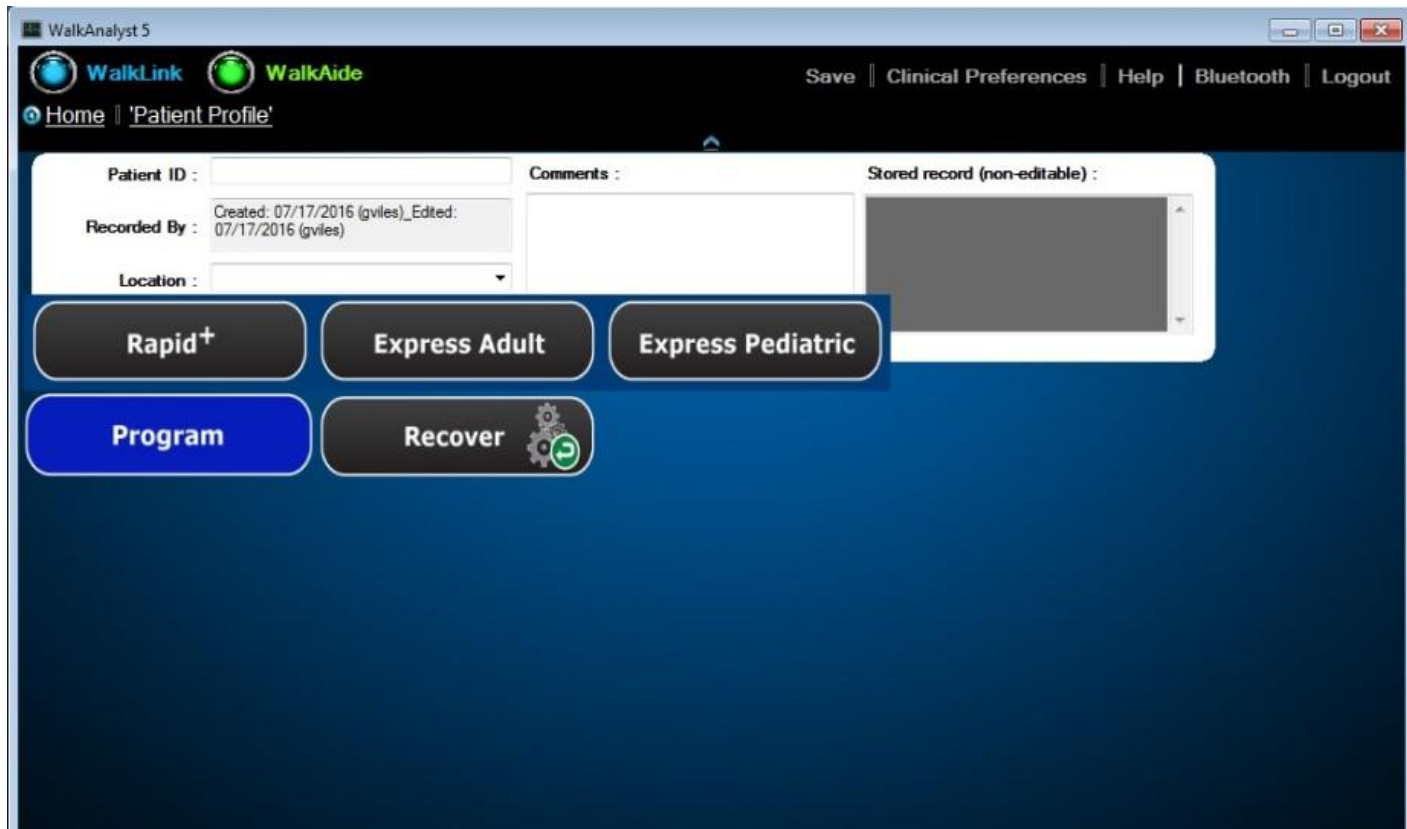 WalkAnalyst 5
WalkLink WalkAide
Save Clinical Preferences Help Bluetooth Logout
Home 'Patient Profile'
Patient ID :
Comments :
Stored record (non-editable) :
Recorded By :
Created: 07/17/2016 (gviles)_Edited:
07/17/2016 (gviles)
Location :
Rapid+
Express Adult
Express Pediatric
Program
Recover